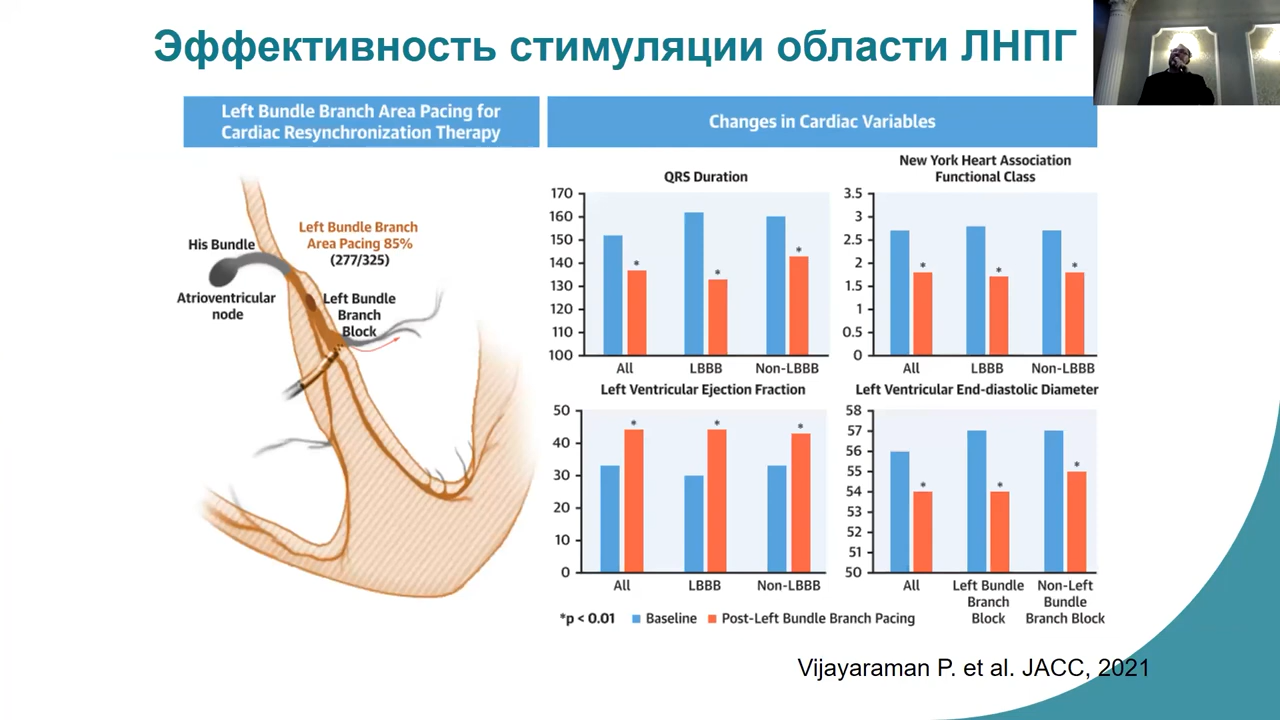 Эффективность стимуляции области ЛНПГ
Left Bundle Branch Area Pacing for
Cardiac Resynchronization Therapy
His Bundle
Left Bundle Branch
Area Pacing 85%
(277/325)
Atrioventricular
node
Left Bundle
Branch
Block
Changes in Cardiac Variables
QRS Duration
170
160
150
140
130
120
110
100
*
*
*
All
LBBB
Non-LBBB
New York Heart Association
Functional Class
3.5
3
2.5
2
1.5
1
0.5
0
*
*
*
All
LBBB
Non-LBBB
Left Ventricular Ejection Fraction
50
40
30
20
10
0
*
*
*
All
LBBB
Non-LBBB
Left Ventricular End-diastolic Diameter
58
57
56
55
54
53
52
51
50
*
*
*
All
Left Bundle
Branch
Block
Non-Left
Bundle
Branch Block
*p < 0.01
Baseline
Post-Left Bundle Branch Pacing
Vijayaraman P. et al. JACC, 2021